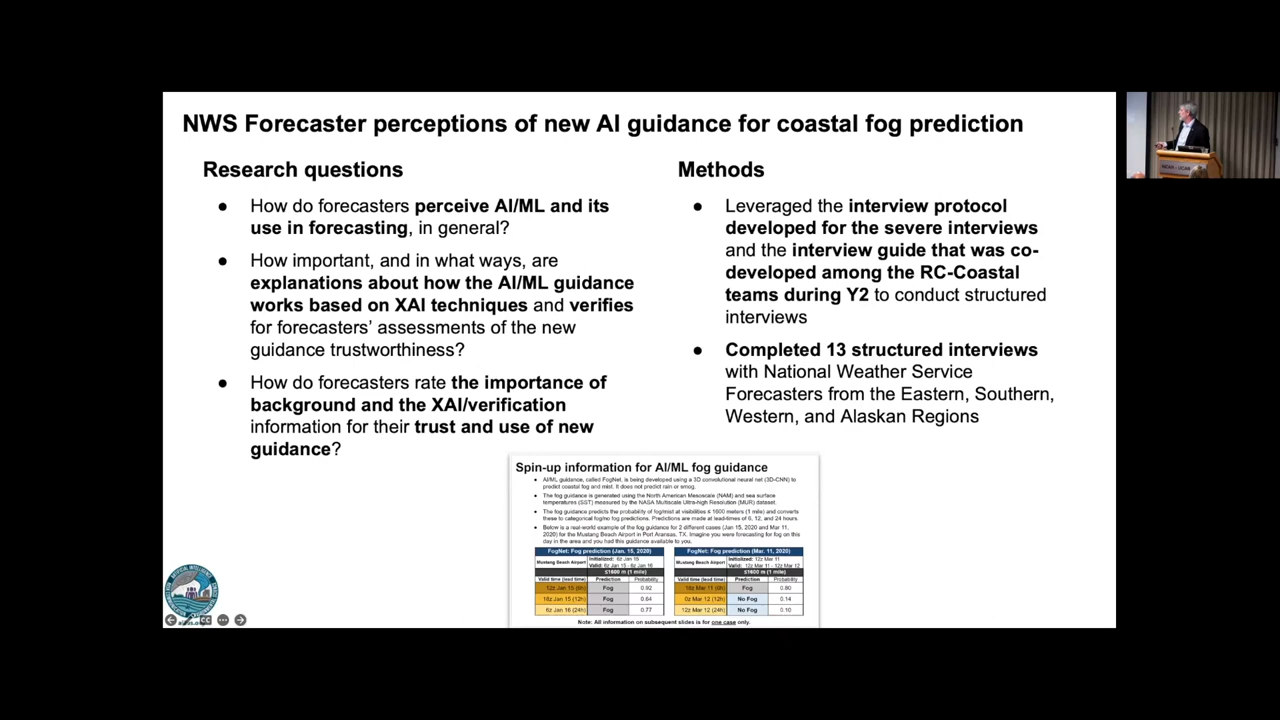 NWS Forecaster perceptions of new AI guidance for coastal fog prediction
Research questions
● How do forecasters perceive AI/ML and its
use in forecasting, in general?
● How important, and in what ways, are
explanations about how the AI/ML guidance
works based on XAI techniques and verifies
for forecasters' assessments of the new
guidance trustworthiness?
● How do forecasters rate the importance of
background and the XAI/verification
information for their trust and use of new
guidance?
Methods
● Leveraged the interview protocol
developed for the severe interviews
and the interview guide that was co-
developed among the RC-Coastal
teams during Y2 to conduct structured
interviews
● Completed 13 structured interviews
with National Weather Service
Forecasters from the Eastern, Southern,
Western, and Alaskan Regions
Spin-up information for AI/ML fog guidance
● AI/ML guidance, called FogNet, is being developed using a 3D convolutional neural net (3D-CNN) to
predict coastal fog and mist. It does not predict rain or smog.
● The fog guidance is generated using the North American Mesoscale (NAM) and sea surface
temperatures (SST) measured by the NASA Multiscale Ultra-high Resolution (MUR) dataset.
● The fog guidance predicts the probability of fog/mist at visibilities ≤ 1600 meters (1 mile) and converts
these to categorical fog/no fog predictions. Predictions are made at lead-times of 6, 12, and 24 hours.
● Below is a real-world example of the fog guidance for 2 different cases (Jan 15, 2020 and Mar 11,
2020) for the Mustang Beach Airport in Port Aransas, TX. Imagine you were forecasting for fog on this
day in the area and you had this guidance available to you.
FogNet: Fog prediction (Jan. 15, 2020)
Mustang Beach Airport
Initialized: 6z Jan 15
Valid: 6z Jan 15 - 6z Jan 16
≤1600 m (1 mile)
Valid time (lead time) Prediction Probability
12z Jan 15 (6h) Fog 0.92
18z Jan 15 (12h) Fog 0.64
6z Jan 16 (24h) Fog 0.77
FogNet: Fog prediction (Mar. 11, 2020)
Mustang Beach Airport
Initialized: 12z Mar 11
Valid: 12z Mar 11 - 12z Mar 12
≤1600 m (1 mile)
Valid time (lead time) Prediction Probability
18z Mar 11 (6h) Fog 0.80
0z Mar 12 (12h) No Fog 0.14
12z Mar 12 (24h) No Fog 0.10
Note: All information on subsequent slides is for one case only.
CC